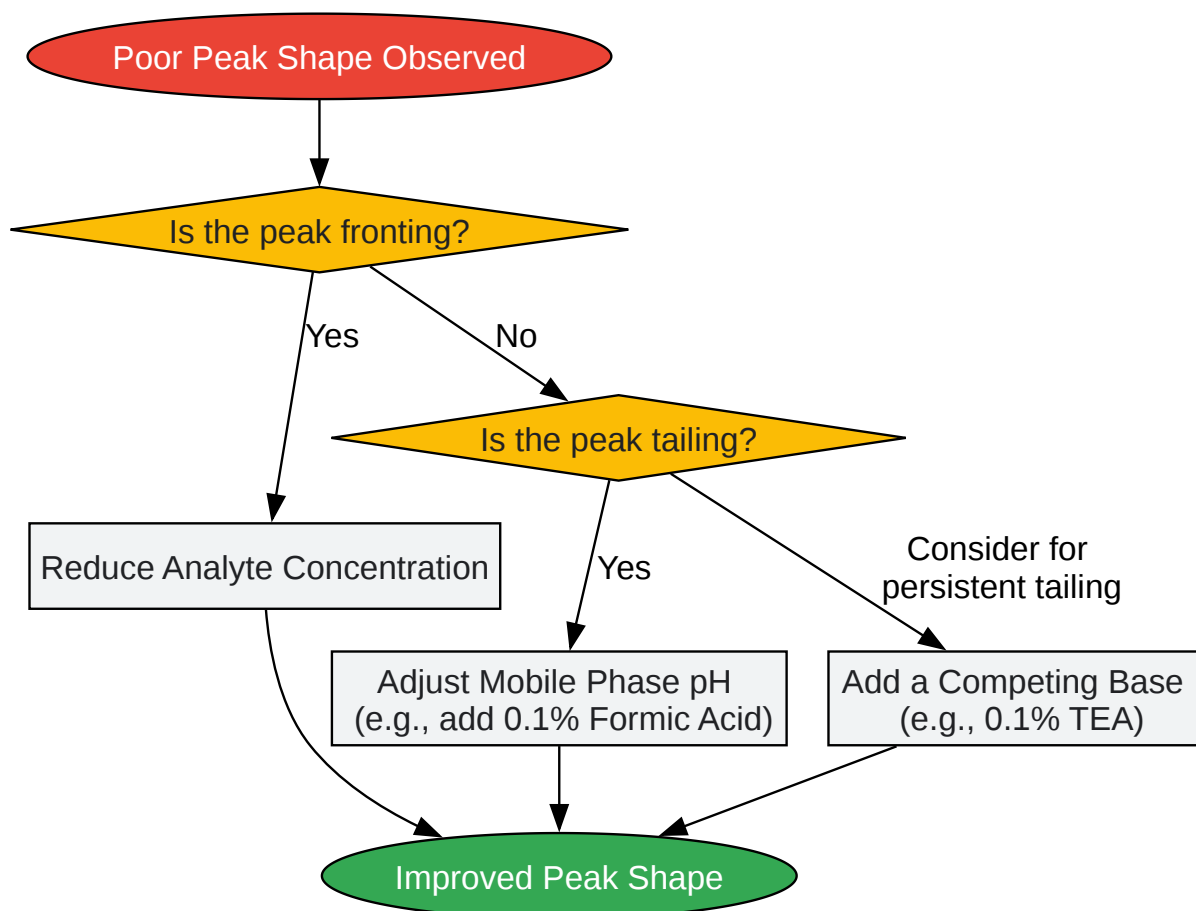 Poor Peak Shape Observed
Is the peak fronting?
Yes
No
Is the peak tailing?
Reduce Analyte Concentration
Yes
Consider for
persistent tailing
Adjust Mobile Phase pH
(e.g., add 0.1% Formic Acid)
Add a Competing Base
(e.g., 0.1% TEA)
Improved Peak Shape